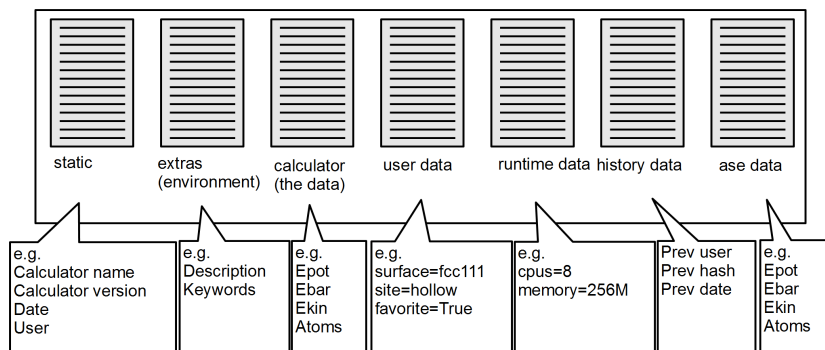 static
extras
(environment)
calculator
(the data)
user data
runtime data
history data
ase data
e.g.
Calculator name
Calculator version
Date
User
e.g.
Description
Keywords
e.g.
Epot
Ebar
Ekin
Atoms
e.g.
surface=fcc111
site=hollow
favorite=True
e.g.
cpus=8
memory=256M
Prev user
Prev hash
Prev date
e.g.
Epot
Ebar
Ekin
Atoms